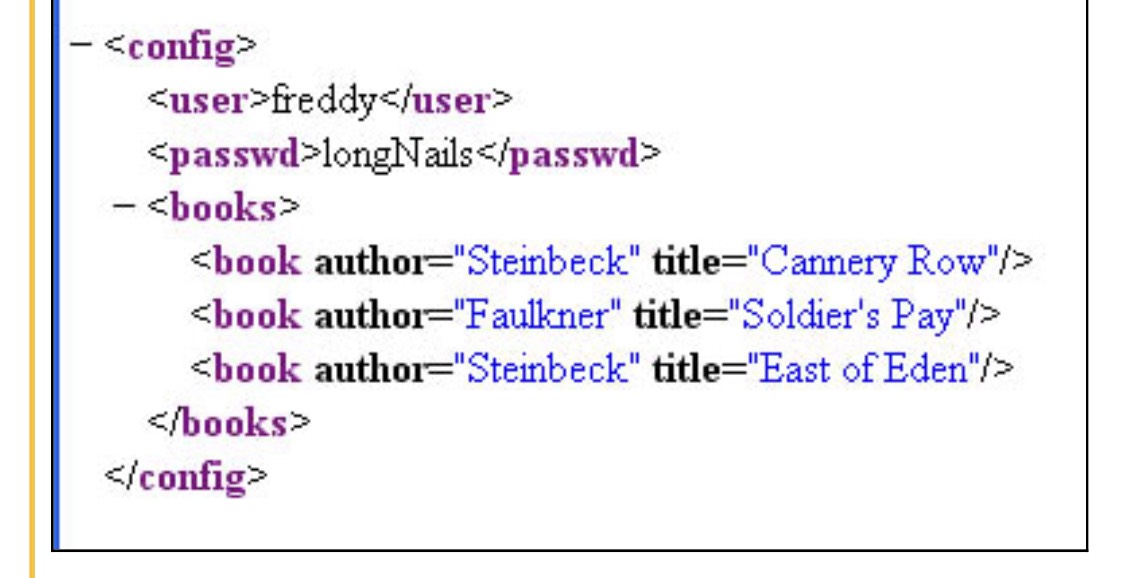 − <config>
<user>freddy</user>
<passwd>longNails</passwd>
− <books>
<book author="Steinbeck" title="Cannery Row"/>
<book author="Faulkner" title="Soldier's Pay"/>
<book author="Steinbeck" title="East of Eden"/>
</books>
</config>